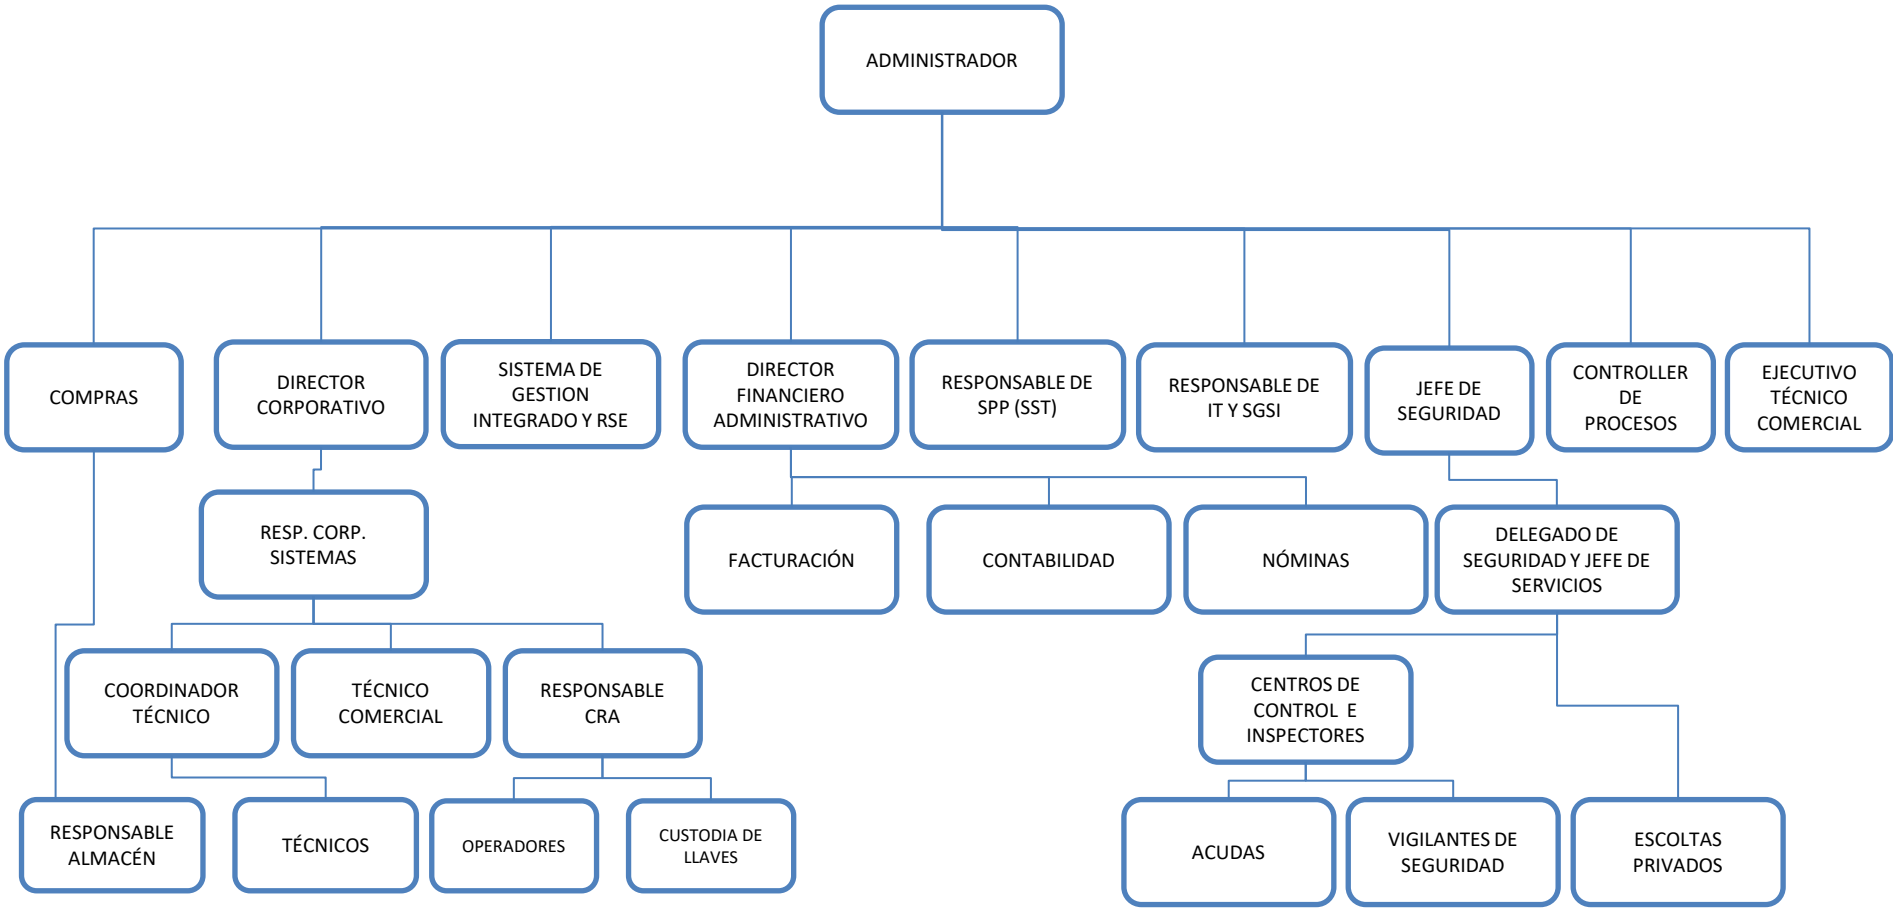 ADMINISTRADOR
COMPRAS
DIRECTOR
CORPORATIVO
SISTEMA DE
GESTION
INTEGRADO Y RSE
DIRECTOR
FINANCIERO
ADMINISTRATIVO
RESPONSABLE DE
SPP (SST)
RESPONSABLE DE
IT Y SGSI
JEFE DE
SEGURIDAD
CONTROLLER
DE
PROCESOS
EJECUTIVO
TÉCNICO
COMERCIAL
RESP. CORP.
SISTEMAS
FACTURACIÓN
CONTABILIDAD
NÓMINAS
DELEGADO DE
SEGURIDAD Y JEFE DE
SERVICIOS
COORDINADOR
TÉCNICO
TÉCNICO
COMERCIAL
RESPONSABLE
CRA
CENTROS DE
CONTROL E
INSPECTORES
RESPONSABLE
ALMACÉN
TÉCNICOS
OPERADORES
CUSTODIA DE
LLAVES
ACUDAS
VIGILANTES DE
SEGURIDAD
ESCOLTAS
PRIVADOS